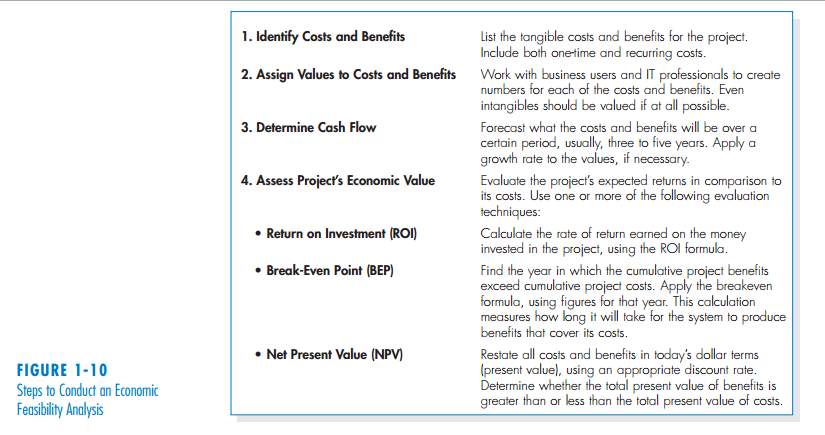 1. Identify Costs and Benefits
List the tangible costs and benefits for the project.
Include both one-time and recurring costs.
2. Assign Values to Costs and Benefits
Work with business users and IT professionals to create
numbers for each of the costs and benefits. Even
intangibles should be valued if at all possible.
3. Determine Cash Flow
Forecast what the costs and benefits will be over a
certain period, usually, three to five years. Apply a
growth rate to the values, if necessary.
4. Assess Project's Economic Value
Evaluate the project's expected returns in comparison to
its costs. Use one or more of the following evaluation
techniques:
• Return on Investment (ROI)
Calculate the rate of return earned on the money
invested in the project, using the ROI formula.
• Break-Even Point (BEP)
Find the year in which the cumulative project benefits
exceed cumulative project costs. Apply the breakeven
formula, using figures for that year. This calculation
measures how long it will take for the system to produce
benefits that cover its costs.
• Net Present Value (NPV)
Restate all costs and benefits in today's dollar terms
(present value), using an appropriate discount rate.
Determine whether the total present value of benefits is
greater than or less than the total present value of costs.
FIGURE 1-10
Steps to Conduct an Economic
Feasibility Analysis